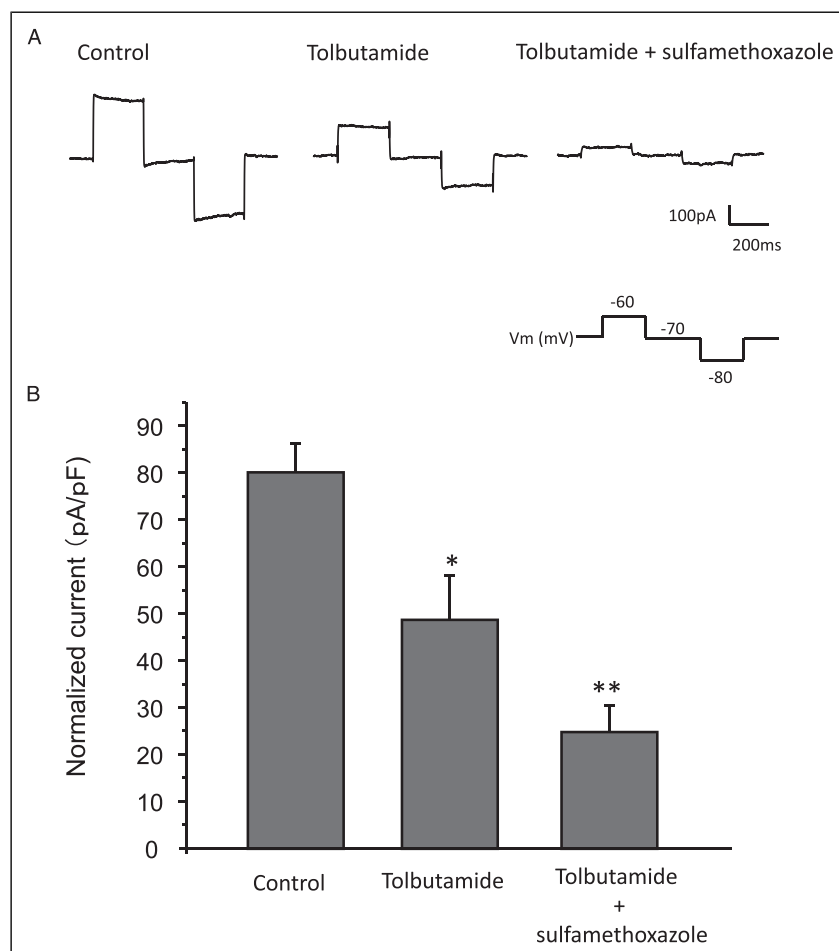 A
Control
Tolbutamide
Tolbutamide + sulfamethoxazole
100pA
200ms
-60
Vm (mV)
-70
-80
B
Normalized current (pA/pF)
90
80
70
60
50
40
30
20
10
0
*
**
Control
Tolbutamide
Tolbutamide
+
sulfamethoxazole